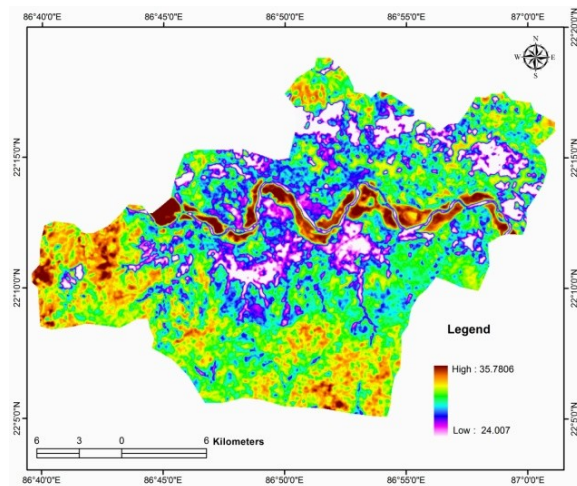 86°40'0"E 86°45'0"E 86°50'0"E 86°55'0"E 87°0'0"E
22°20'0"N
N
W E
S
22°15'0"N 22°15'0"N
22°10'0"N 22°10'0"N
Legend
High : 35.7806
Low : 24.007
22°5'0"N 22°5'0"N
6 3 0 6 Kilometers
86°40'0"E 86°45'0"E 86°50'0"E 86°55'0"E 87°0'0"E